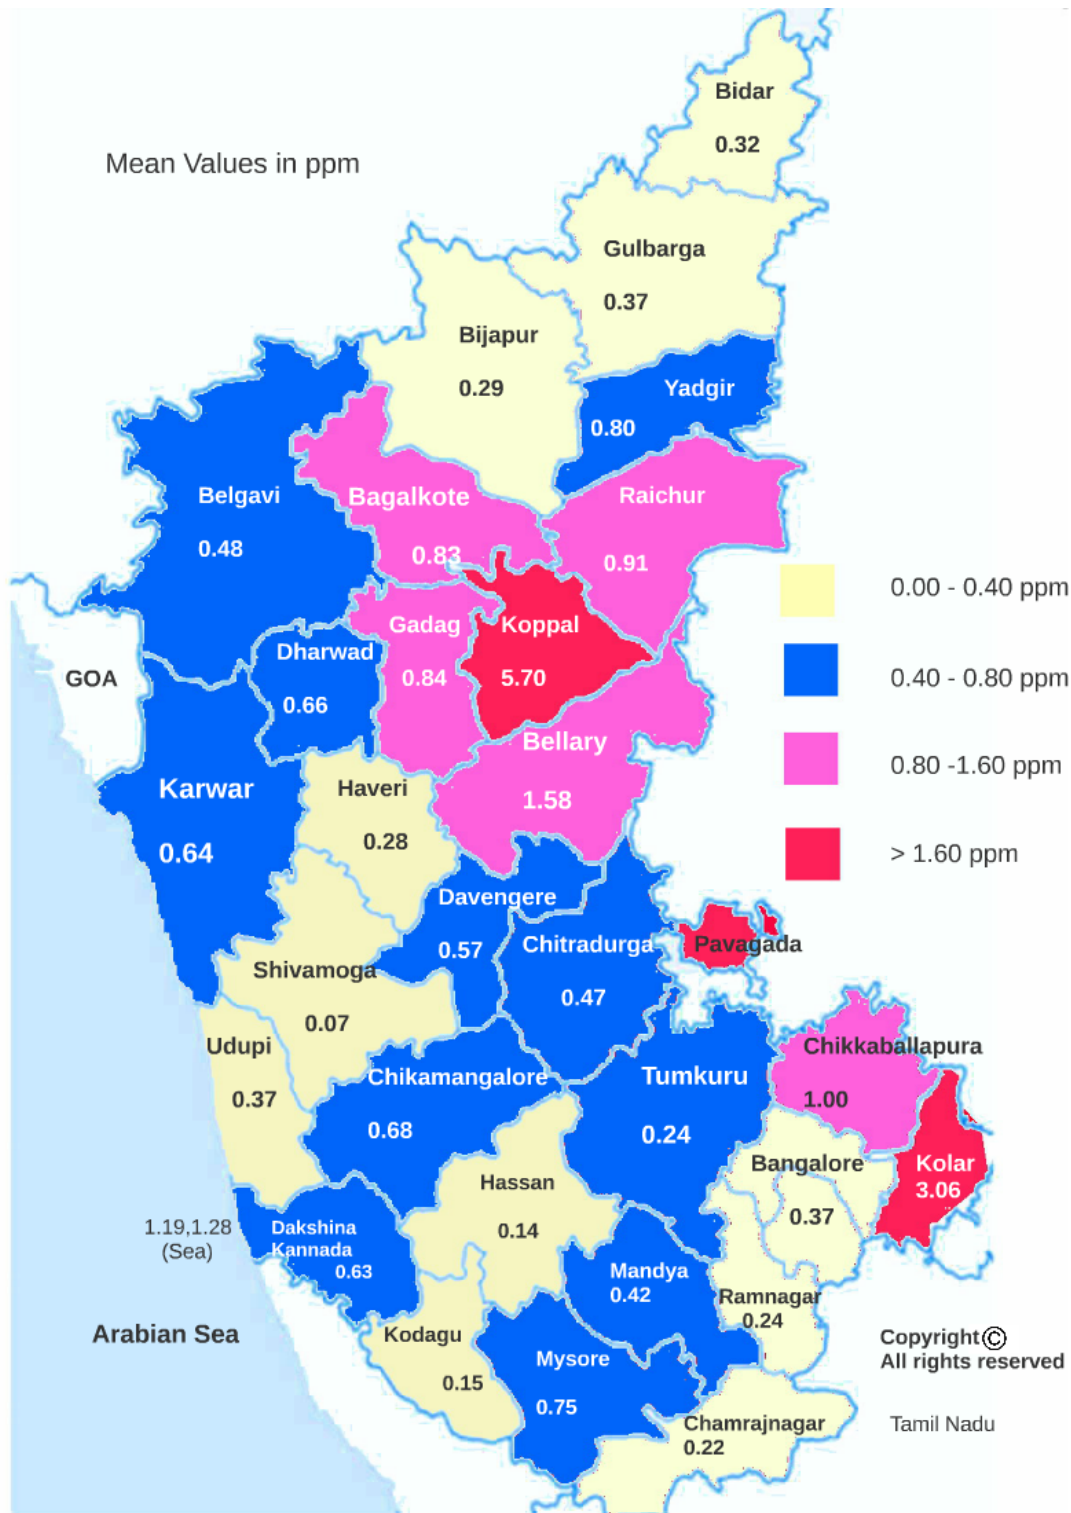 Bidar
0.32
Mean Values in ppm
Gulbarga
0.37
Bijapur
0.29
Yadgir
0.80
Belgavi
0.48
Bagalkote
0.83
Raichur
0.91
0.00 - 0.40 ppm
Gadag
0.84
Koppal
5.70
Dharwad
0.66
GOA
0.40 - 0.80 ppm
Bellary
1.58
0.80 -1.60 ppm
Karwar
0.64
Haveri
0.28
> 1.60 ppm
Davengere
0.57
Chitradurga
0.47
Pavagada
Shivamoga
0.07
Udupi
0.37
Chikamangalore
0.68
Tumkuru
0.24
Chikkaballapura
1.00
Bangalore
0.37
Kolar
3.06
Hassan
0.14
1.19,1.28
(Sea)
Dakshina
Kannada
0.63
Mandya
0.42
Ramnagar
0.24
Arabian Sea
Kodagu
0.15
Mysore
0.75
Copyright ©
All rights reserved
Chamrajnagar
0.22
Tamil Nadu